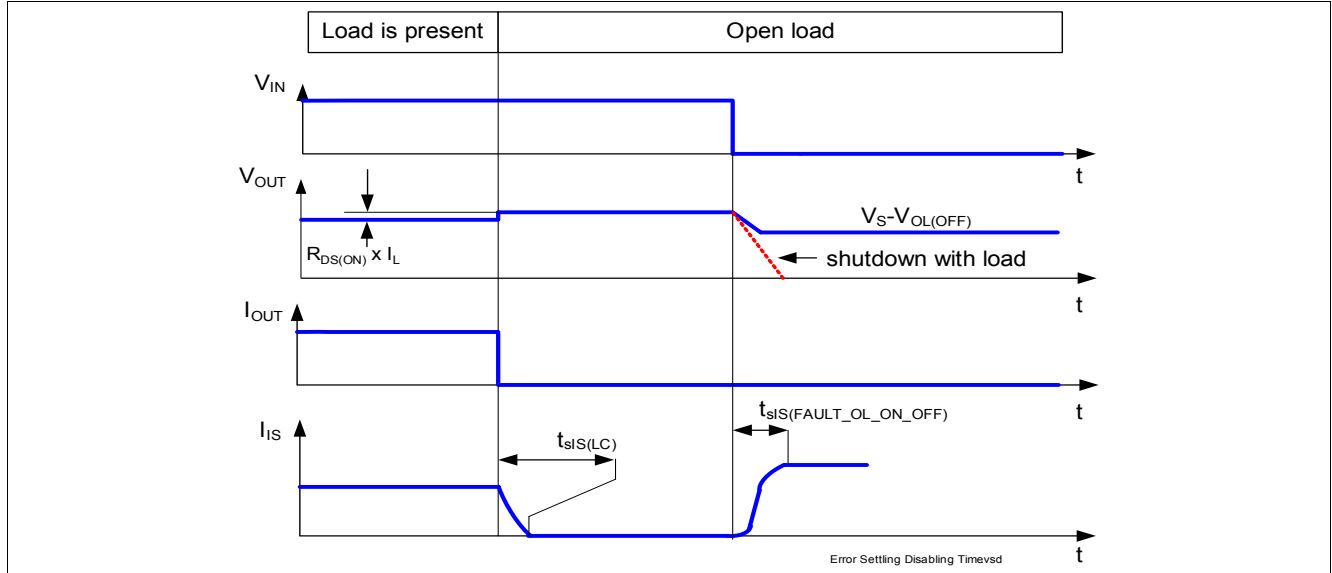 Load is present
Open load
VIN
t
VOUT
RDS(ON) x IL
VS-VOL(OFF)
shutdown with load
t
IOUT
t
IIS
tsIS(LC)
tsIS(FAULT_OL_ON_OFF)
t
Error Settling Disabling Timevsd